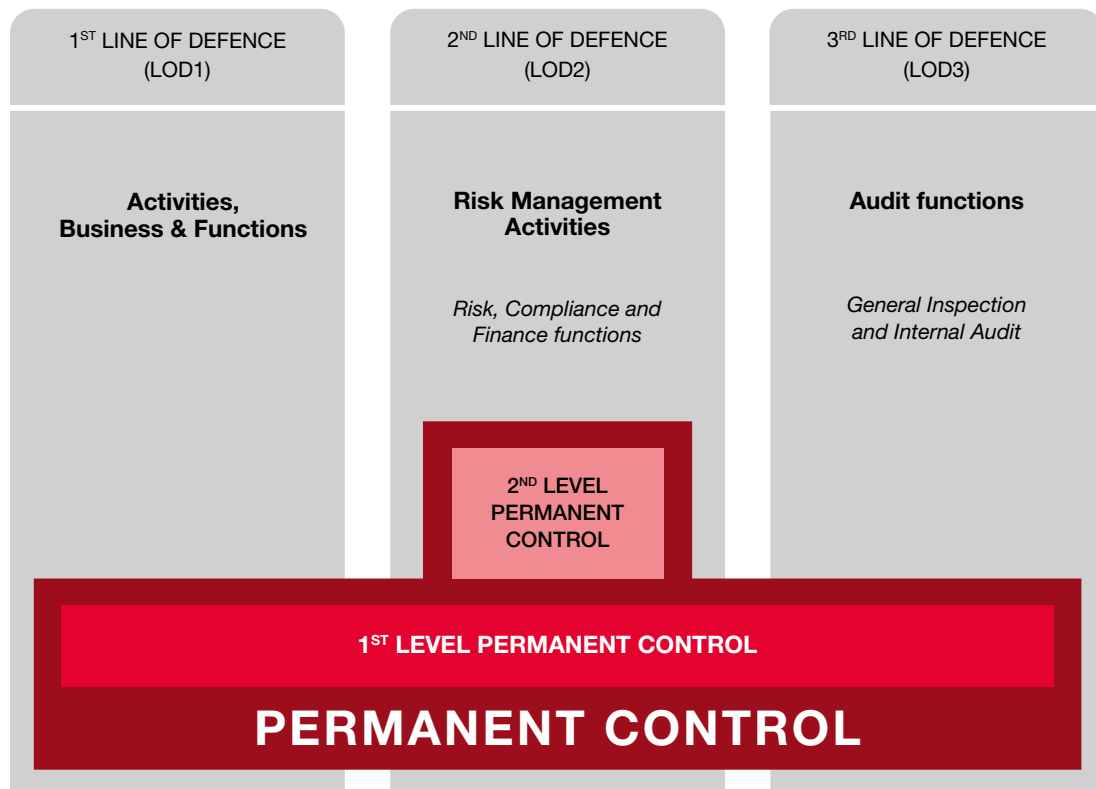 1ST LINE OF DEFENCE
(LOD1)
Activities,
Business & Functions
2ND LINE OF DEFENCE
(LOD2)
Risk Management
Activities
Risk, Compliance and
Finance functions
3RD LINE OF DEFENCE
(LOD3)
Audit functions
General Inspection
and Internal Audit
2ND LEVEL
PERMANENT
CONTROL
1ST LEVEL PERMANENT CONTROL
PERMANENT CONTROL